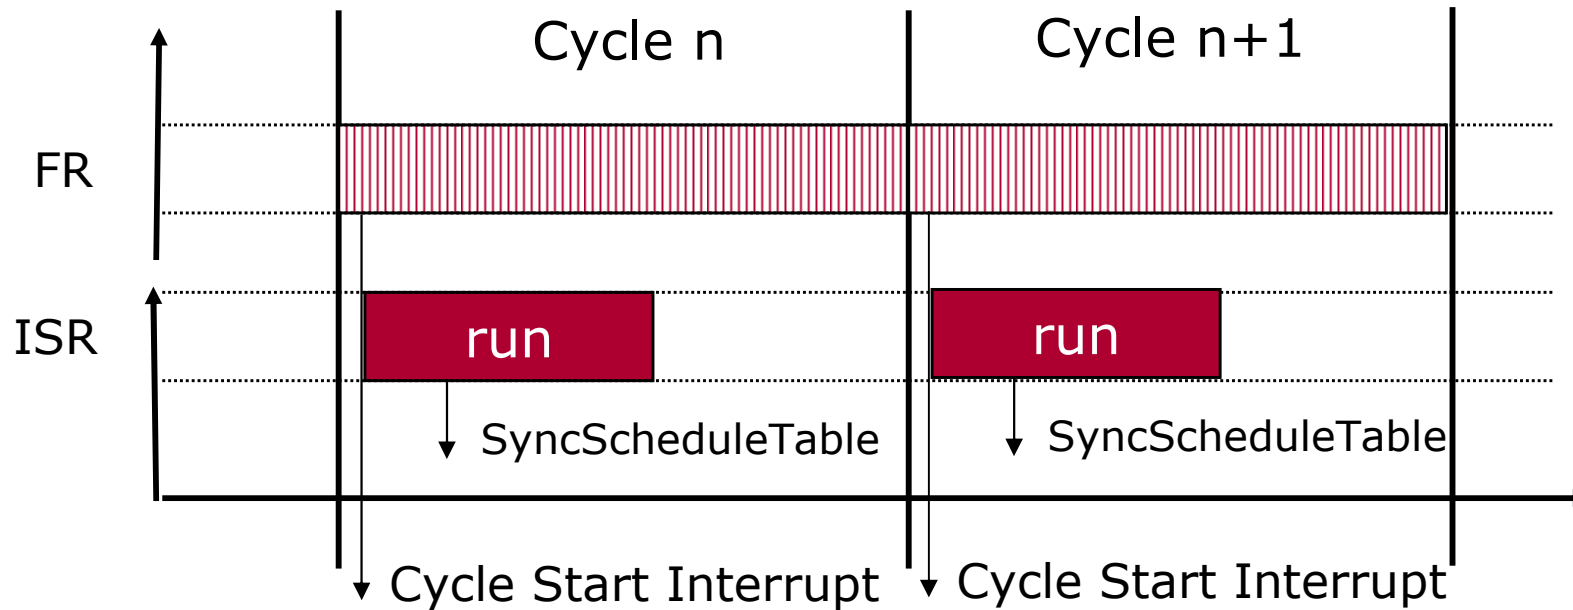 Cycle n
Cycle n+1
FR
ISR
run
run
SyncScheduleTable
SyncScheduleTable
Cycle Start Interrupt
Cycle Start Interrupt